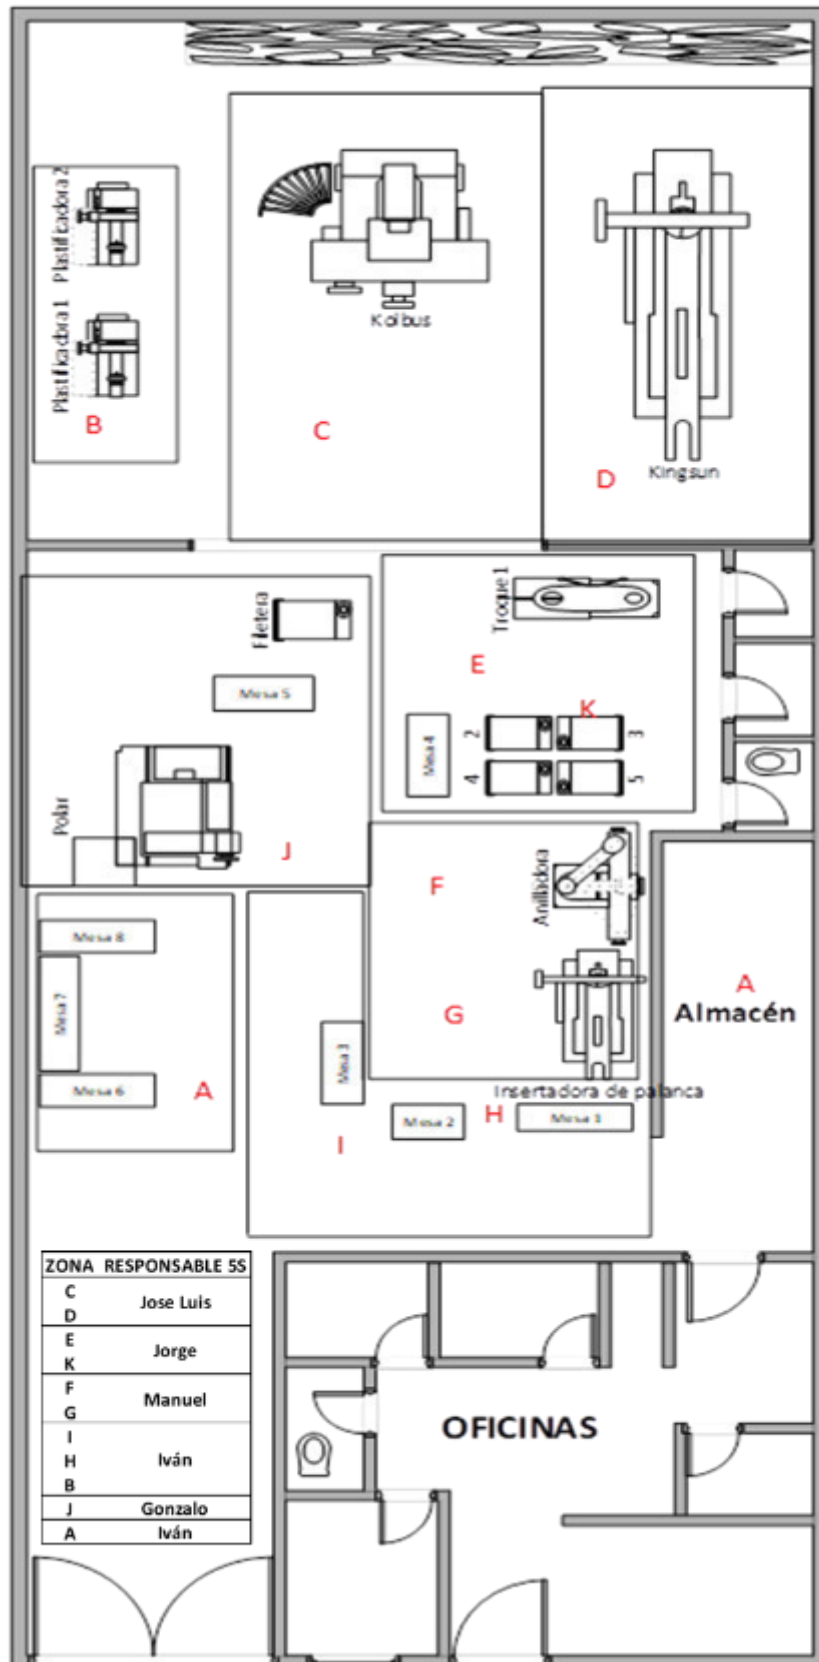 Plastificadora 2
Plastificadora 1
B
Kolbus
C
Kingsun
D
Filetera
Mesa 5
Polar
J
Troque 1
E
K
Mesa 4
2
3
4
5
F
Anilladora
G
Insertadora de palanca
A
Almacén
Mesa 8
Mesa 7
Mesa 6
A
Mesa 3
Mesa 2
H
Mesa 1
I
ZONA RESPONSABLE 5S
C
Jose Luis
D
E
Jorge
K
F
Manuel
G
I
H
Iván
B
J Gonzalo
A Iván
OFICINAS